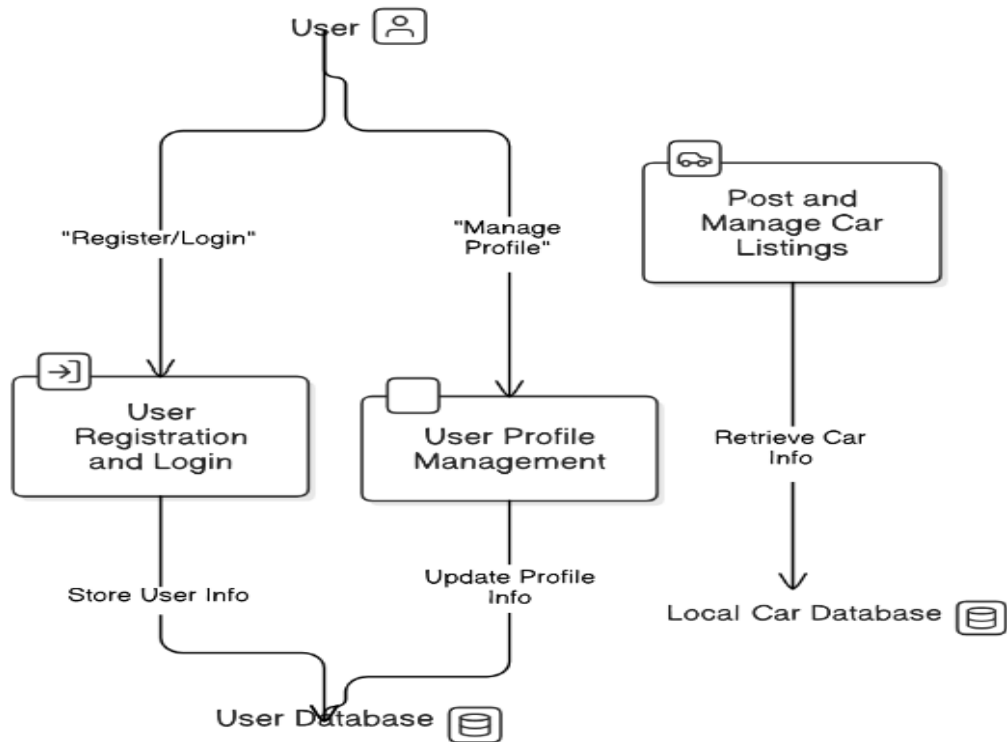 User
"Register/Login"
"Manage
Profile"
Post and
Manage Car
Listings
User
Registration
and Login
User Profile
Management
Retrieve Car
Info
Store User Info
Update Profile
Info
Local Car Database
User Database